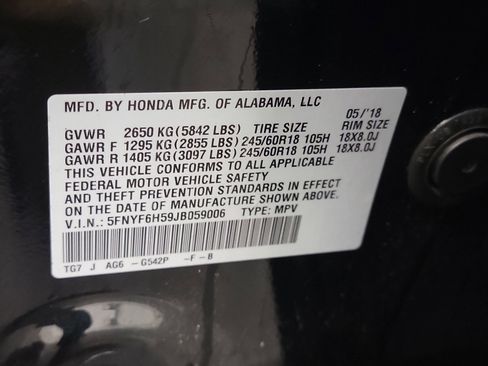 MFD. BY HONDA MFG. OF ALABAMA, LLC
05/'18
GVWR 2650 KG (5842 LBS) TIRE SIZE RIM SIZE
GAWR F 1295 KG (2855 LBS) 245/60R18 105H 18X8.0J
GAWR R 1405 KG (3097 LBS) 245/60R18 105H 18X8.0J
THIS VEHICLE CONFORMS TO ALL APPLICABLE
FEDERAL MOTOR VEHICLE SAFETY, BUMPER,
AND THEFT PREVENTION STANDARDS IN EFFECT
ON THE DATE OF MANUFACTURE SHOWN ABOVE.
V.I.N.: 5FNYF6H59JB059006 TYPE: MPV
TG7 J AG6 -G542P -F-B